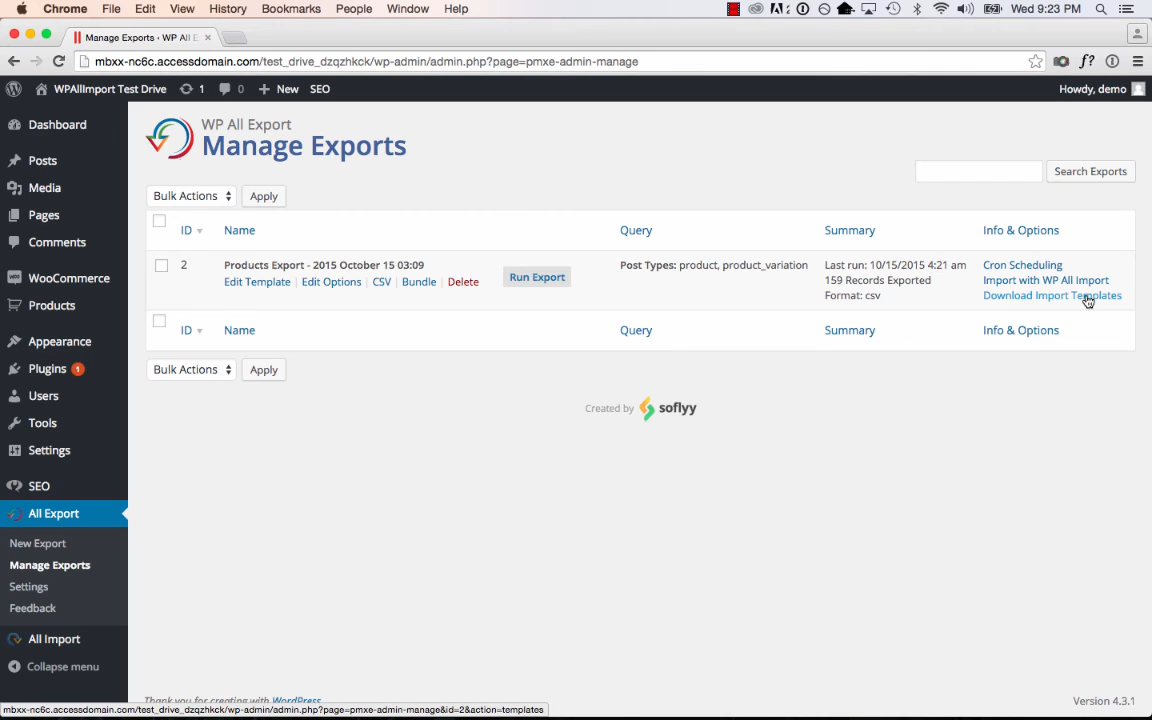 Chrome File Edit View History Bookmarks People Window Help Wed 9:23 PM
Manage Exports ‹ WP All E
mbxx-nc6c.accessdomain.com/test_drive_dzqzhkck/wp-admin/admin.php?page=pmxe-admin-manage
WPAllImport Test Drive 1 0 New SEO Howdy, demo
Dashboard
Posts
Media
Pages
Comments
WooCommerce
Products
Appearance
Plugins 1
Users
Tools
Settings
SEO
All Export
New Export
Manage Exports
Settings
Feedback
All Import
Collapse menu
WP All Export
Manage Exports
Search Exports
Bulk Actions Apply
ID Name Query Summary Info & Options
2 Products Export - 2015 October 15 03:09 Run Export Post Types: product, product_variation Last run: 10/15/2015 4:21 am Cron Scheduling
Edit Template Edit Options CSV Bundle Delete 159 Records Exported Import with WP All Import
Format: csv Download Import Templates
ID Name Query Summary Info & Options
Bulk Actions Apply
Created by soflyy
Thank you for creating with WordPress. Version 4.3.1
mbxx-nc6c.accessdomain.com/test_drive_dzqzhkck/wp-admin/admin.php?page=pmxe-admin-manage&id=2&action=templates